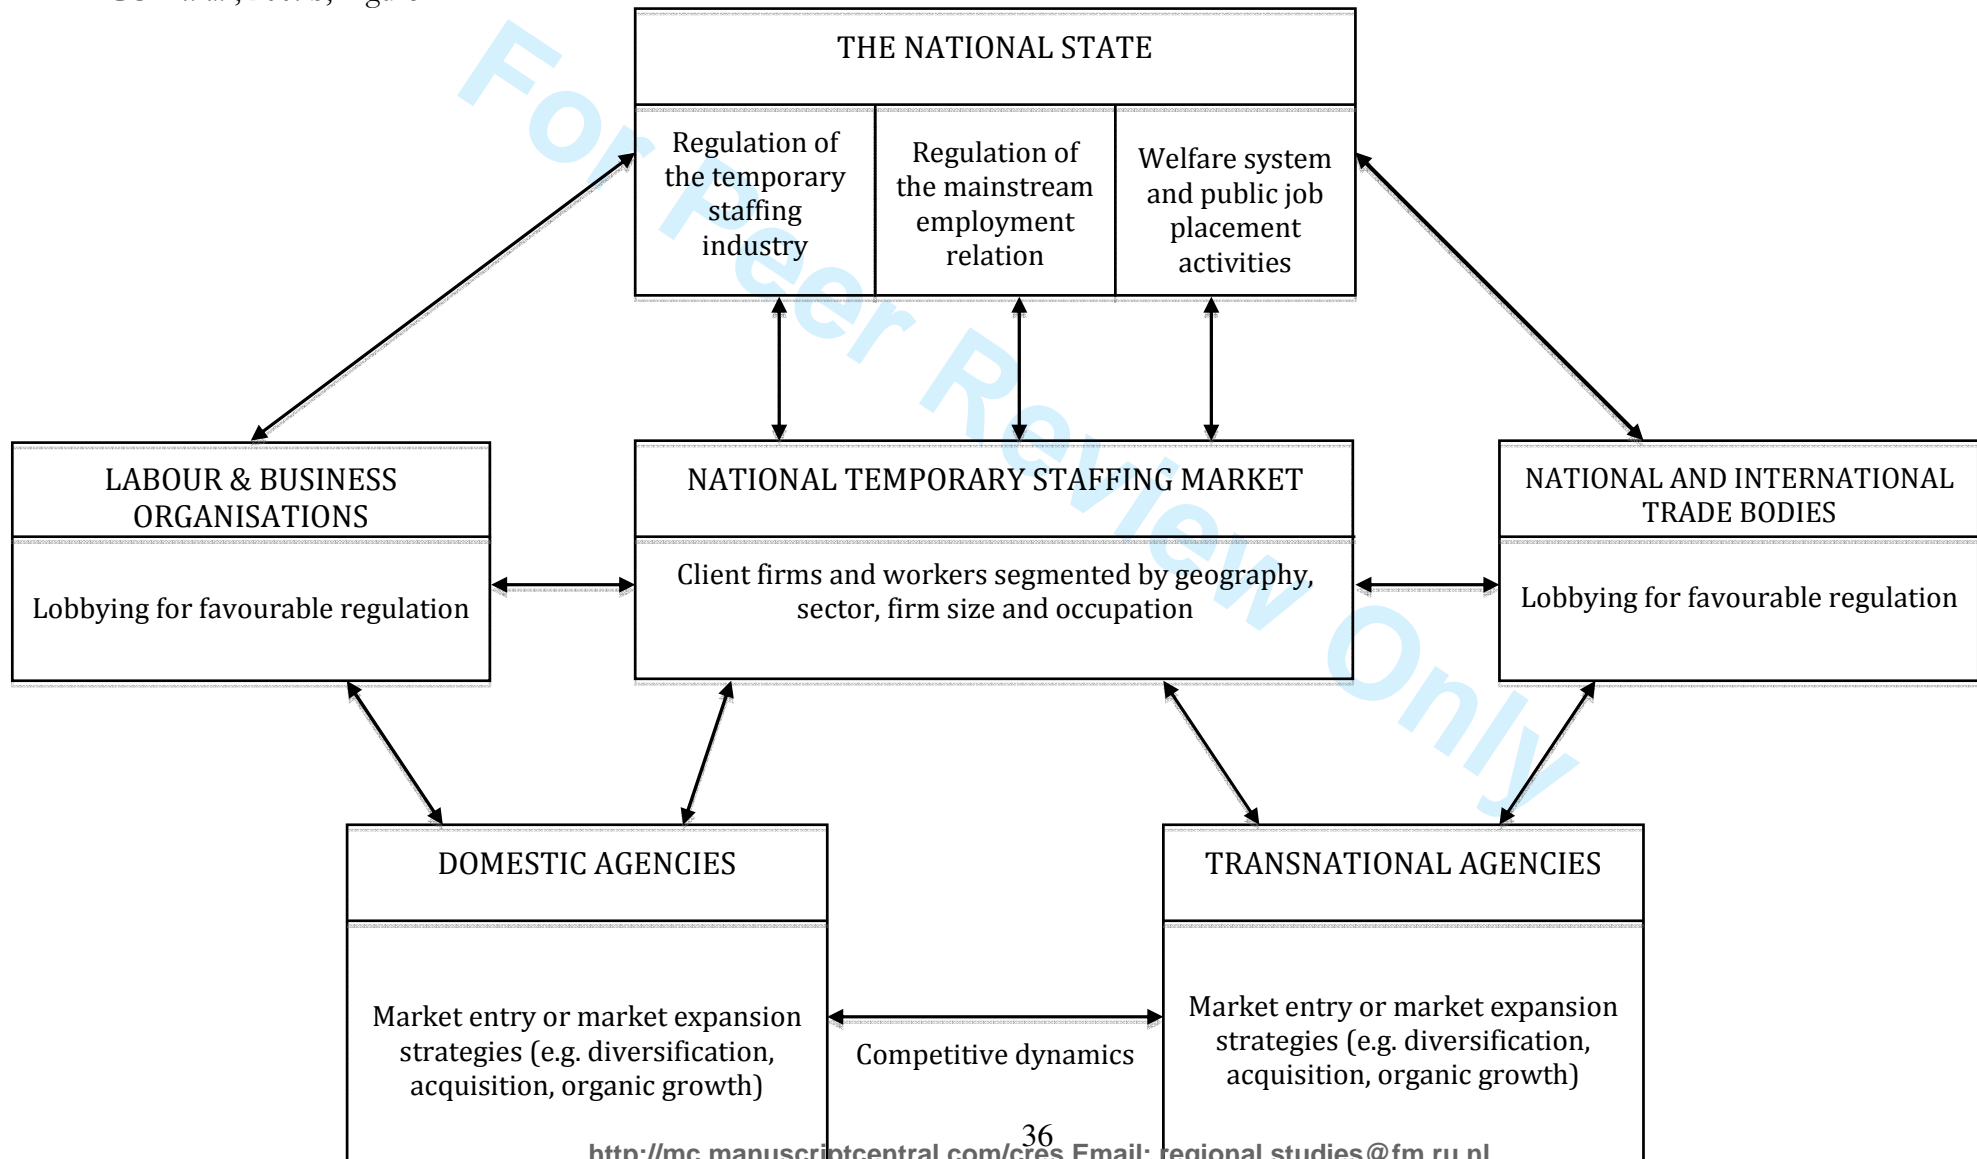 THE NATIONAL STATE
Regulation of
the temporary
staffing
industry
Regulation of
the mainstream
employment
relation
Welfare system
and public job
placement
activities
LABOUR & BUSINESS
ORGANISATIONS
Lobbying for favourable regulation
NATIONAL TEMPORARY STAFFING MARKET
Client firms and workers segmented by geography,
sector, firm size and occupation
NATIONAL AND INTERNATIONAL
TRADE BODIES
Lobbying for favourable regulation
DOMESTIC AGENCIES
Market entry or market expansion
strategies (e.g. diversification,
acquisition, organic growth)
Competitive dynamics
TRANSNATIONAL AGENCIES
Market entry or market expansion
strategies (e.g. diversification,
acquisition, organic growth)
36
http://mc.manuscriptcentral.com/cres Email: regional.studies@fm.ru.nl
For Peer Review Only